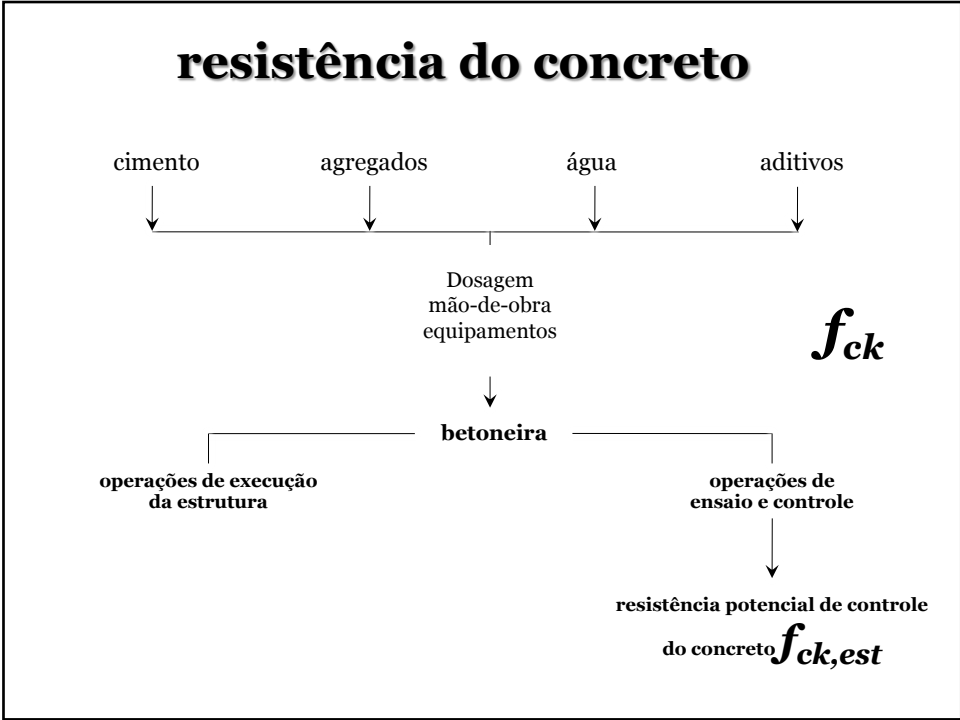 resistência do concreto
cimento agregados água aditivos
Dosagem
mão-de-obra
equipamentos
fck
betoneira
operações de execução
da estrutura
operações de
ensaio e controle
resistência potencial de controle
do concreto fck,est